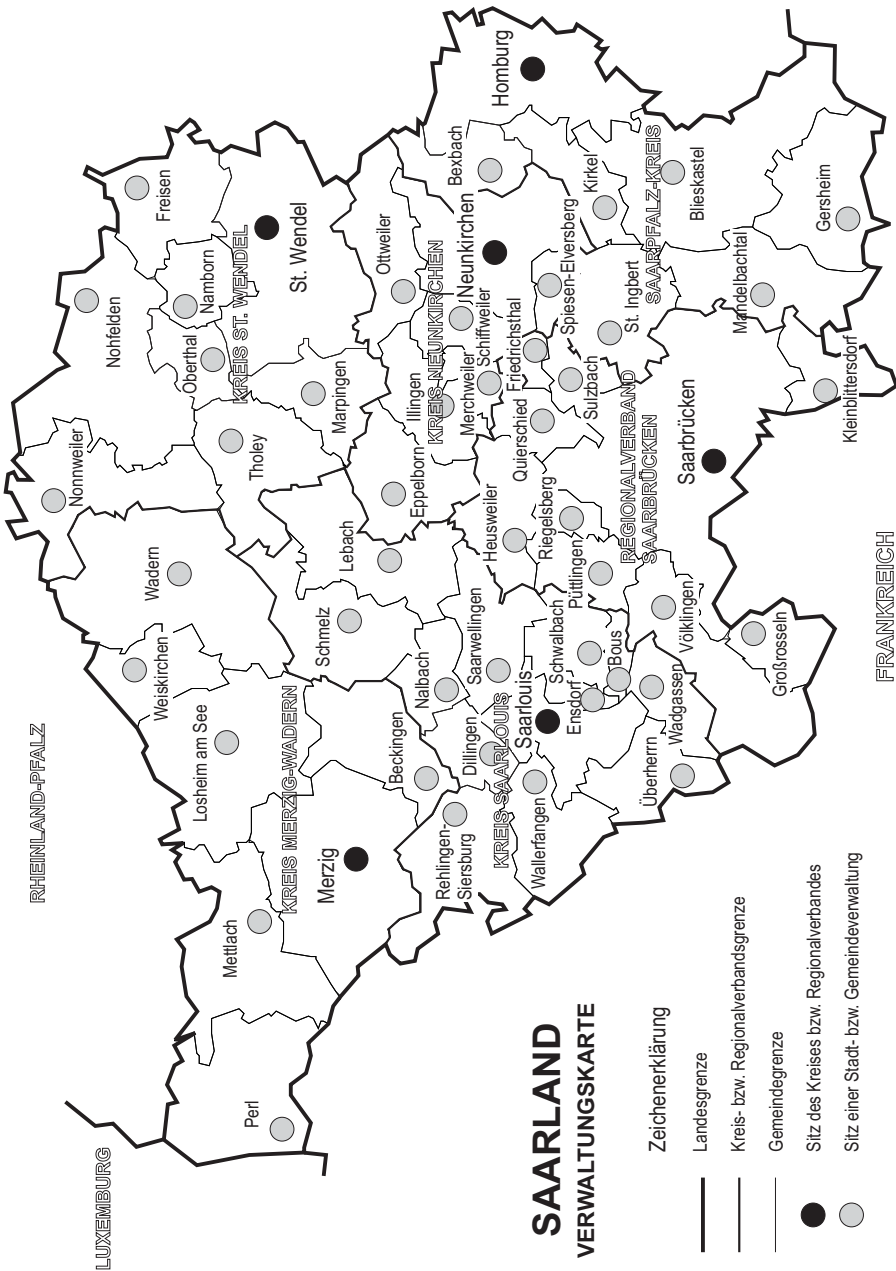 RHEINLAND-PFALZ
LUXEMBURG
FRANKREICH
Nonnweiler
Nohfelden
Freisen
Weiskirchen
Wadern
Oberthal
Namborn
KREIS ST. WENDEL
St. Wendel
Losheim am See
Tholey
Mettlach
KREIS MERZIG-WADERN
Merzig
Perl
Schmelz
Lebach
Marpingen
Ottweiler
Beckingen
Nalbach
Eppelborn
Illingen
KREIS NEUNKIRCHEN
Merchweiler
Schiffweiler
Neunkirchen
Bexbach
Homburg
Rehlingen-
Siersburg
Dillingen
Saarwellingen
KREIS SAARLOUIS
Saarlouis
Heusweiler
Quierschied
Friedrichsthal
Spiesen-Elversberg
Kirkel
Wallerfangen
Ensdorf
Schwalbach
Bous
Püttlingen
Riegelsberg
Sulzbach
St. Ingbert
SAARPFALZ-KREIS
Blieskastel
REGIONALVERBAND
SAARBRÜCKEN
Überherrn
Wadgassen
Völklingen
Saarbrücken
Mandelbachtal
Gersheim
Großrosseln
Kleinblittersdorf
SAARLAND
VERWALTUNGSKARTE
Zeichenerklärung
Landesgrenze
Kreis- bzw. Regionalverbandsgrenze
Gemeindegrenze
Sitz des Kreises bzw. Regionalverbandes
Sitz einer Stadt- bzw. Gemeindeverwaltung